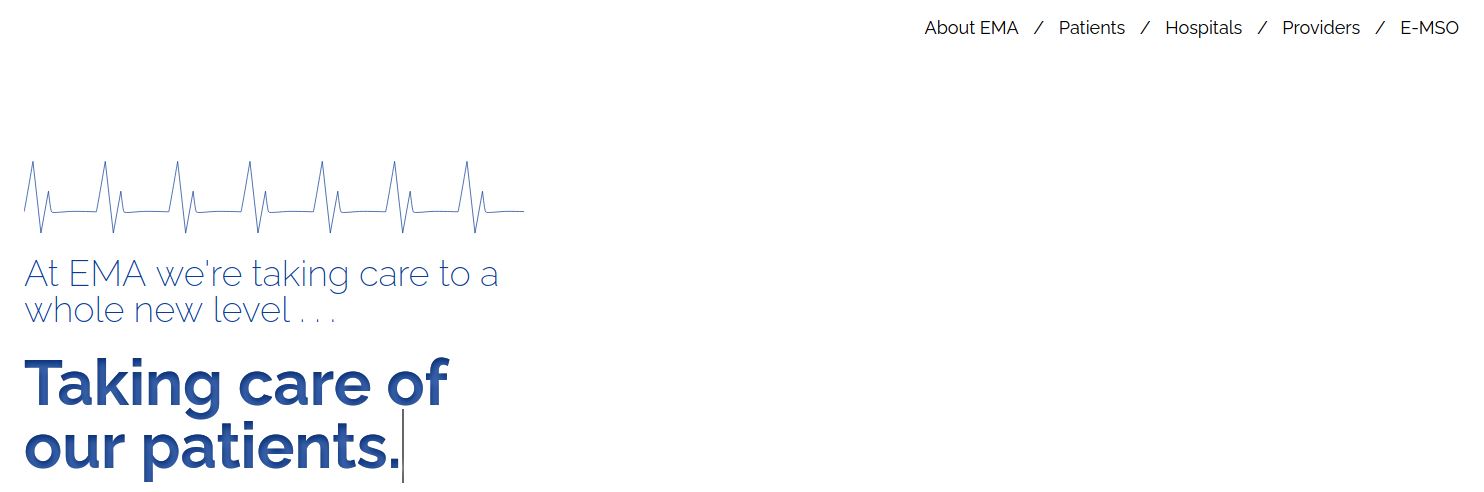 About EMA / Patients / Hospitals / Providers / E-MSO
At EMA we're taking care to a
whole new level . . .
Taking care of
our patients.